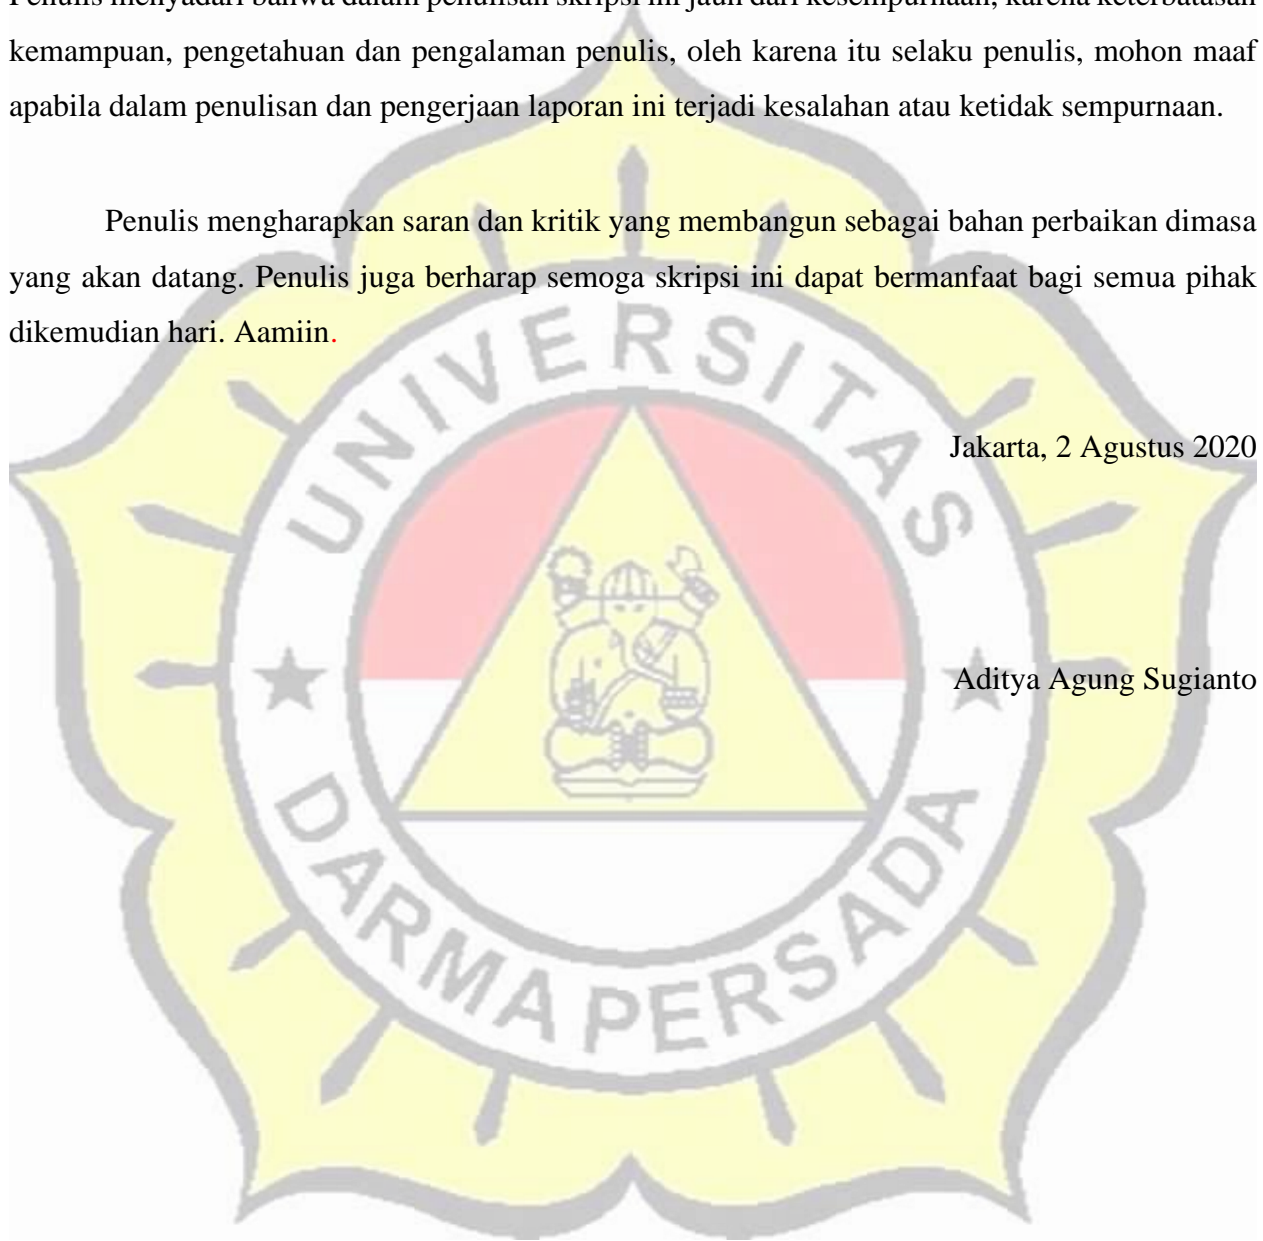 Penulis menyadari bahwa dalam penulisan skripsi ini jauh dari kesempurnaan, karena keterbatasan
kemampuan, pengetahuan dan pengalaman penulis, oleh karena itu selaku penulis, mohon maaf
apabila dalam penulisan dan pengerjaan laporan ini terjadi kesalahan atau ketidak sempurnaan.
Penulis mengharapkan saran dan kritik yang membangun sebagai bahan perbaikan dimasa
yang akan datang. Penulis juga berharap semoga skripsi ini dapat bermanfaat bagi semua pihak
dikemudian hari. Aamiin.
UNIVERSITAS
Jakarta, 2 Agustus 2020
Aditya Agung Sugianto
DARMA PERSADA